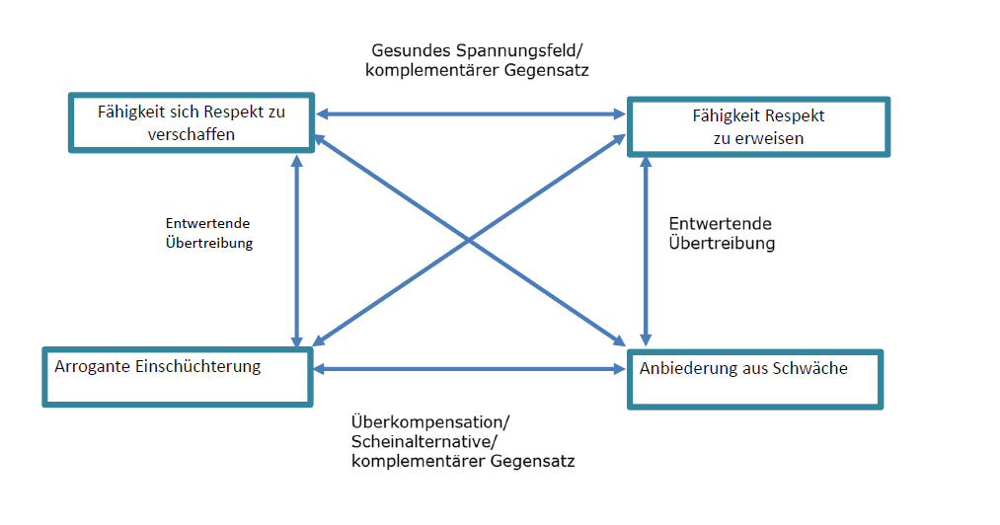 Gesundes Spannungsfeld/
komplementärer Gegensatz
Fähigkeit sich Respekt zu
verschaffen
Fähigkeit Respekt
zu erweisen
Entwertende
Übertreibung
Entwertende
Übertreibung
Arrogante Einschüchterung
Anbiederung aus Schwäche
Überkompensation/
Scheinalternative/
komplementärer Gegensatz